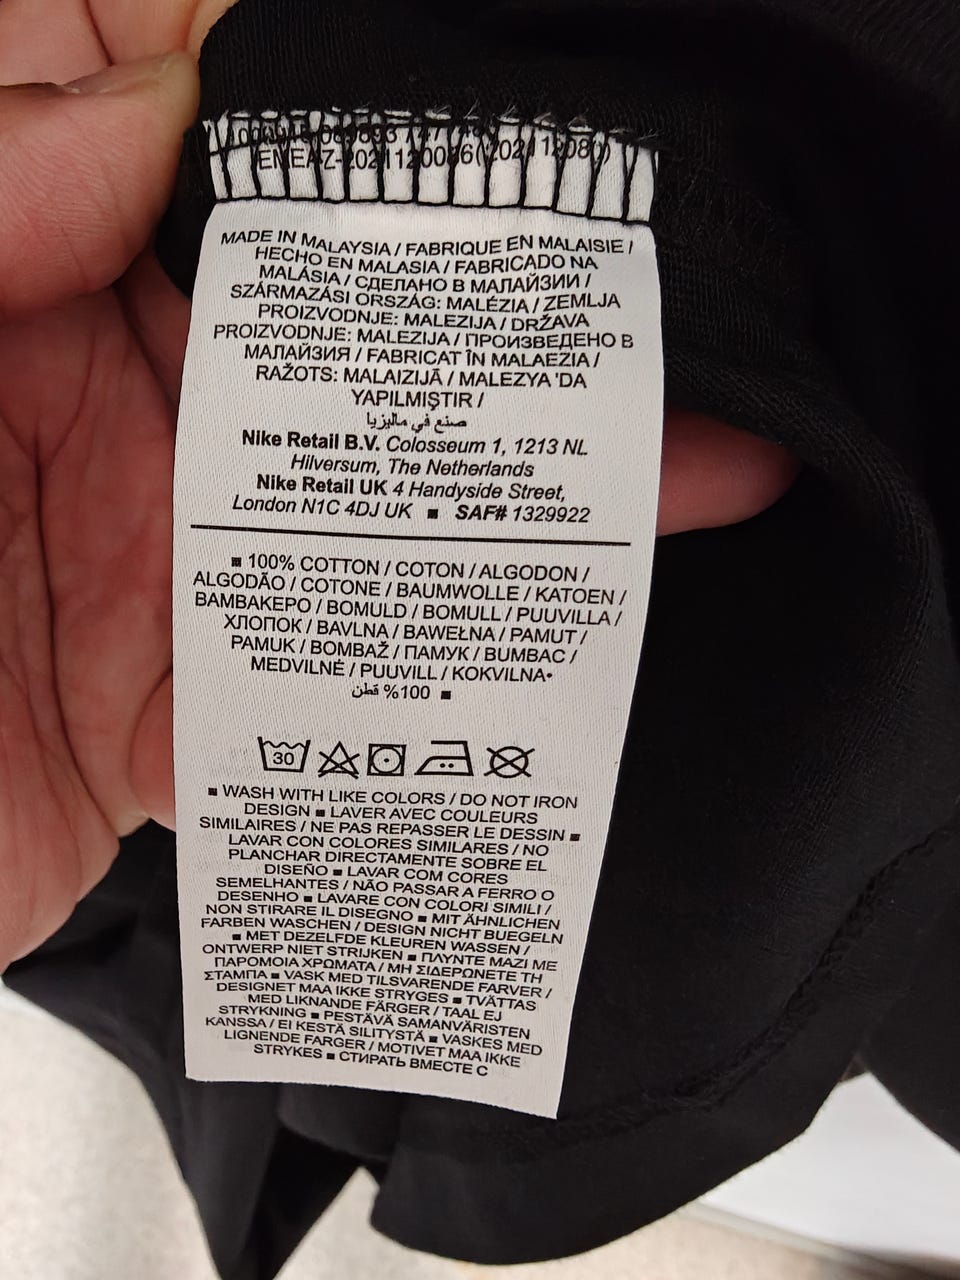 MADE IN MALAYSIA / FABRIQUE EN MALAISIE /
HECHO EN MALASIA / FABRICADO NA
MALÁSIA / СДЕЛАНО В МАЛАЙЗИИ /
SZÁRMAZÁSI ORSZÁG: MALÉZIA / ZEMLJA
PROIZVODNJE: MALEZIJA / DRŽAVA
PROIZVODNJE: MALEZIJA / ПРОИЗВЕДЕНО В
МАЛАЙЗИЯ / FABRICAT ÎN MALAEZIA /
RAŽOTS: MALAIZIJĀ / MALEZYA 'DA
YAPILMIŞTIR /
صنع في ماليزيا
Nike Retail B.V. Colosseum 1, 1213 NL
Hilversum, The Netherlands
Nike Retail UK 4 Handyside Street,
London N1C 4DJ UK ■ SAF# 1329922
■ 100% COTTON / COTON / ALGODON /
ALGODÃO / COTONE / BAUMWOLLE / KATOEN /
ΒΑΜΒΑΚΕΡΟ / BOMULD / BOMULL / PUUVILLA /
ХЛОПОК / BAVLNA / BAWEŁNA / PAMUT /
PAMUK / BOMBAŽ / ПАМУК / BUMBAC /
MEDVILNĖ / PUUVILL / KOKVILNA•
100% قطن ■
30
■ WASH WITH LIKE COLORS / DO NOT IRON
DESIGN ■ LAVER AVEC COULEURS
SIMILAIRES / NE PAS REPASSER LE DESSIN ■
LAVAR CON COLORES SIMILARES / NO
PLANCHAR DIRECTAMENTE SOBRE EL
DISEÑO ■ LAVAR COM CORES
SEMELHANTES / NÃO PASSAR A FERRO O
DESENHO ■ LAVARE CON COLORI SIMILI /
NON STIRARE IL DISEGNO ■ MIT ÄHNLICHEN
FARBEN WASCHEN / DESIGN NICHT BUEGELN
■ MET DEZELFDE KLEUREN WASSEN /
ONTWERP NIET STRIJKEN ■ ΠΛΥΝΤΕ ΜΑΖΙ ΜΕ
ΠΑΡΟΜΟΙΑ ΧΡΩΜΑΤΑ / ΜΗ ΣΙΔΕΡΩΝΕΤΕ ΤΗ
ΣΤΑΜΠΑ ■ VASK MED TILSVARENDE FARVER /
DESIGNET MAA IKKE STRYGES ■ TVÄTTAS
MED LIKNANDE FÄRGER / TAAL EJ
STRYKNING ■ PESTÄVÄ SAMANVÄRISTEN
KANSSA / EI KESTÄ SILITYSTÄ ■ VASKES MED
LIGNENDE FARGER / MOTIVET MAA IKKE
STRYKES ■ СТИРАТЬ ВМЕСТЕ С